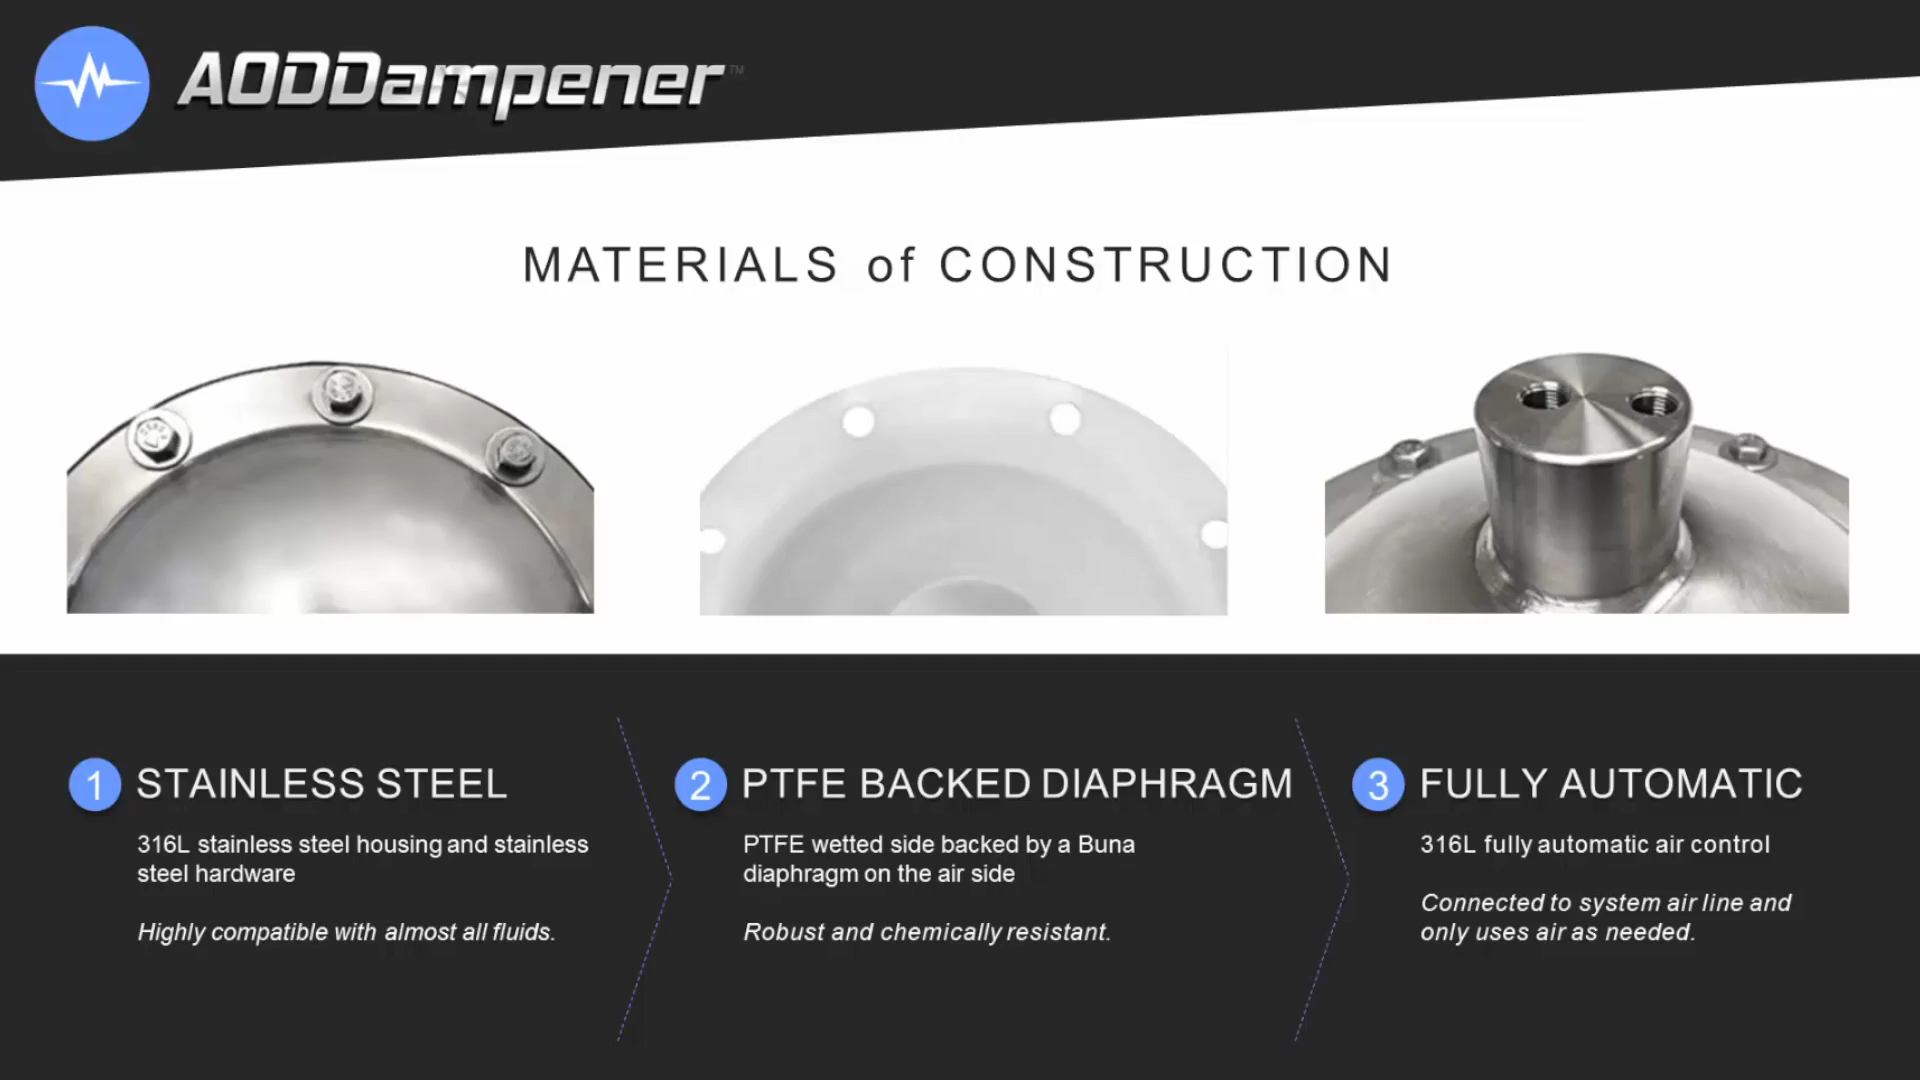 AODDampener™
MATERIALS of CONSTRUCTION
1 STAINLESS STEEL
316L stainless steel housing and stainless
steel hardware
Highly compatible with almost all fluids.
2 PTFE BACKED DIAPHRAGM
PTFE wetted side backed by a Buna
diaphragm on the air side
Robust and chemically resistant.
3 FULLY AUTOMATIC
316L fully automatic air control
Connected to system air line and
only uses air as needed.